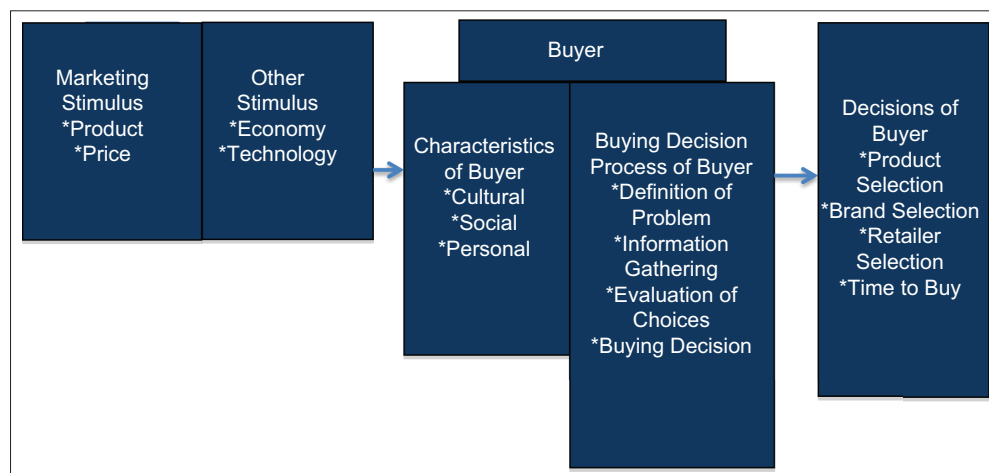 Marketing
Stimulus
*Product
*Price
Other
Stimulus
*Economy
*Technology
Buyer
Characteristics
of Buyer
*Cultural
*Social
*Personal
Buying Decision
Process of Buyer
*Definition of
Problem
*Information
Gathering
*Evaluation of
Choices
*Buying Decision
Decisions of
Buyer
*Product
Selection
*Brand Selection
*Retailer
Selection
*Time to Buy